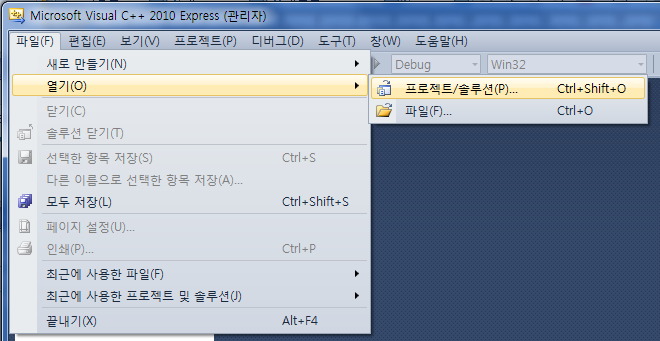 Microsoft Visual C++ 2010 Express (관리자)
파일(F) 편집(E) 보기(V) 프로젝트(P) 디버그(D) 도구(T) 창(W) 도움말(H)
새로 만들기(N) Debug Win32
열기(O) 프로젝트/솔루션(P)... Ctrl+Shift+O
닫기(C) 파일(F)... Ctrl+O
솔루션 닫기(T)
선택한 항목 저장(S) Ctrl+S
다른 이름으로 선택한 항목 저장(A)...
모두 저장(L) Ctrl+Shift+S
페이지 설정(U)...
인쇄(P)... Ctrl+P
최근에 사용한 파일(F)
최근에 사용한 프로젝트 및 솔루션(J)
끝내기(X) Alt+F4